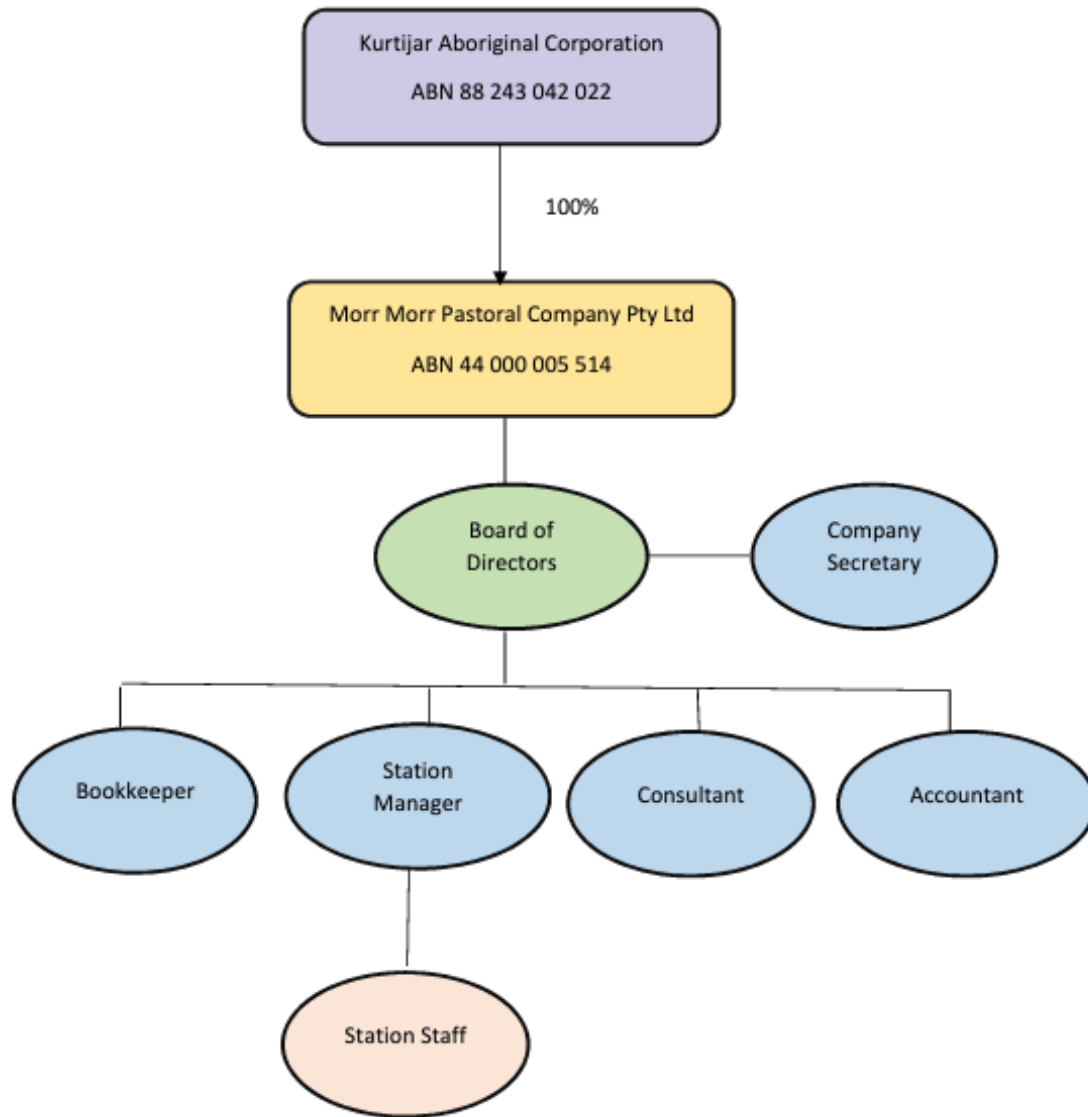 Kurtijar Aboriginal Corporation
ABN 88 243 042 022
100%
Morr Morr Pastoral Company Pty Ltd
ABN 44 000 005 514
Board of
Directors
Company
Secretary
Bookkeeper
Station
Manager
Consultant
Accountant
Station Staff